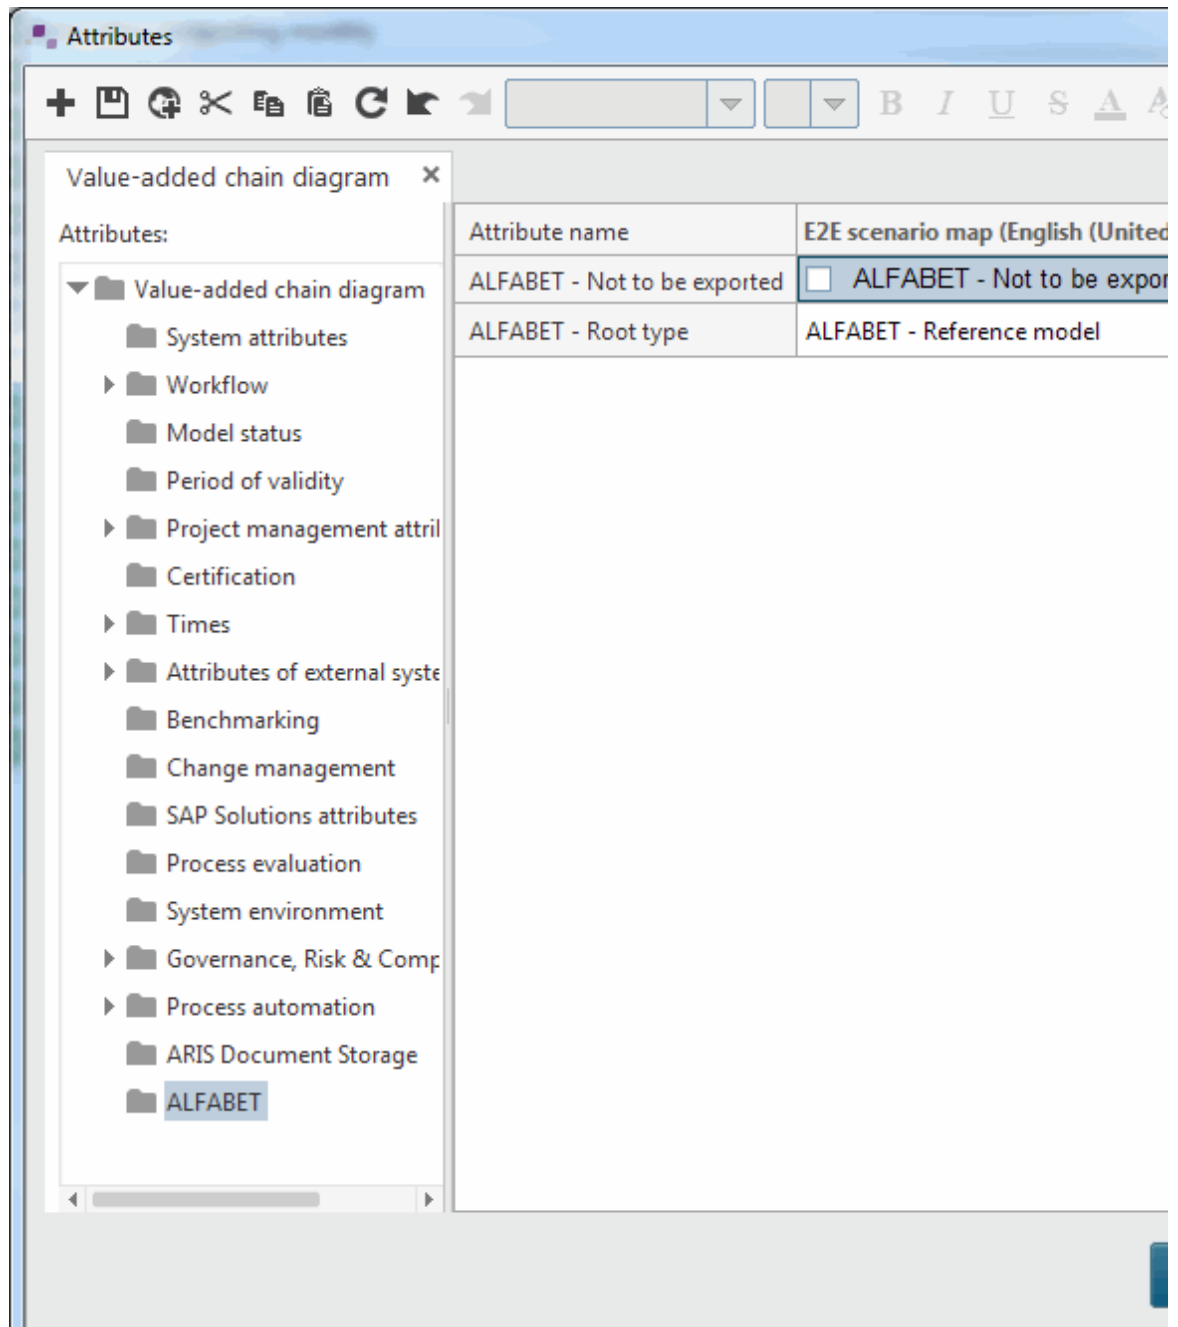 Attributes
B I U S A
Value-added chain diagram
Attributes:
Attribute name
E2E scenario map (English (United
Value-added chain diagram
ALFABET - Not to be exported
ALFABET - Not to be expor
System attributes
ALFABET - Root type
ALFABET - Reference model
Workflow
Model status
Period of validity
Project management attri
Certification
Times
Attributes of external syste
Benchmarking
Change management
SAP Solutions attributes
Process evaluation
System environment
Governance, Risk & Comp
Process automation
ARIS Document Storage
ALFABET